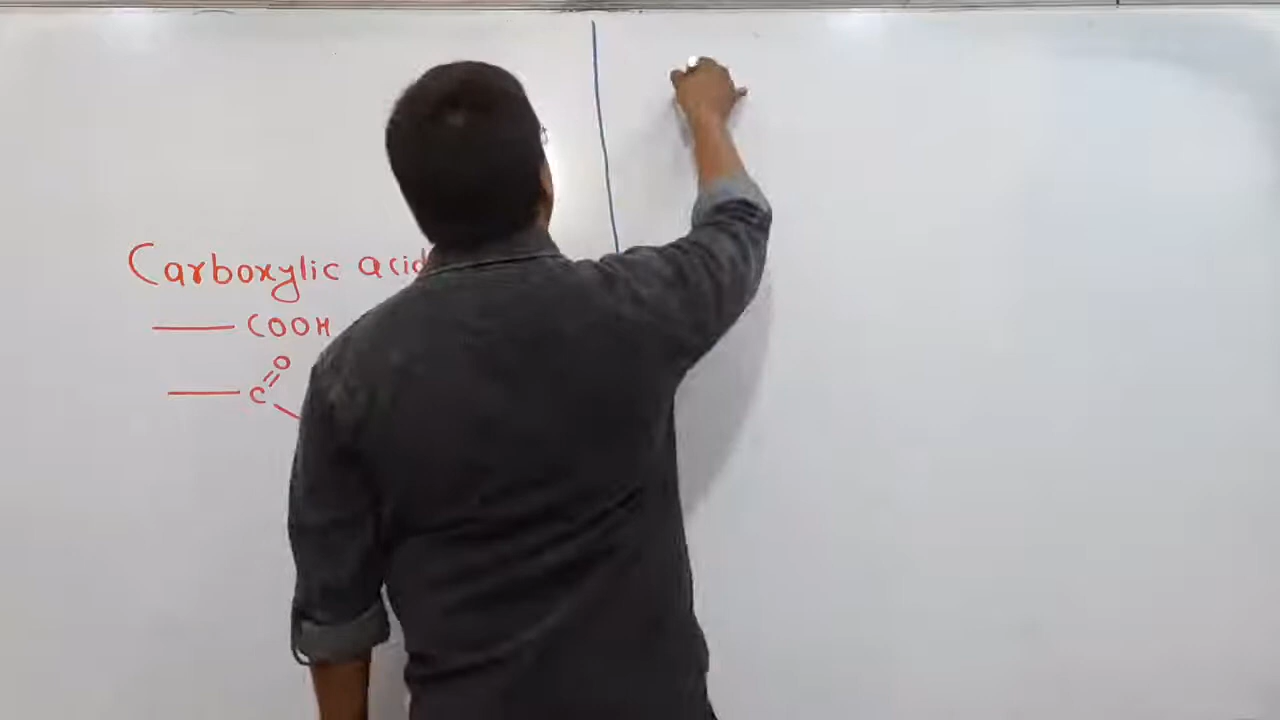 Carboxylic acid
— COOH
— C
O